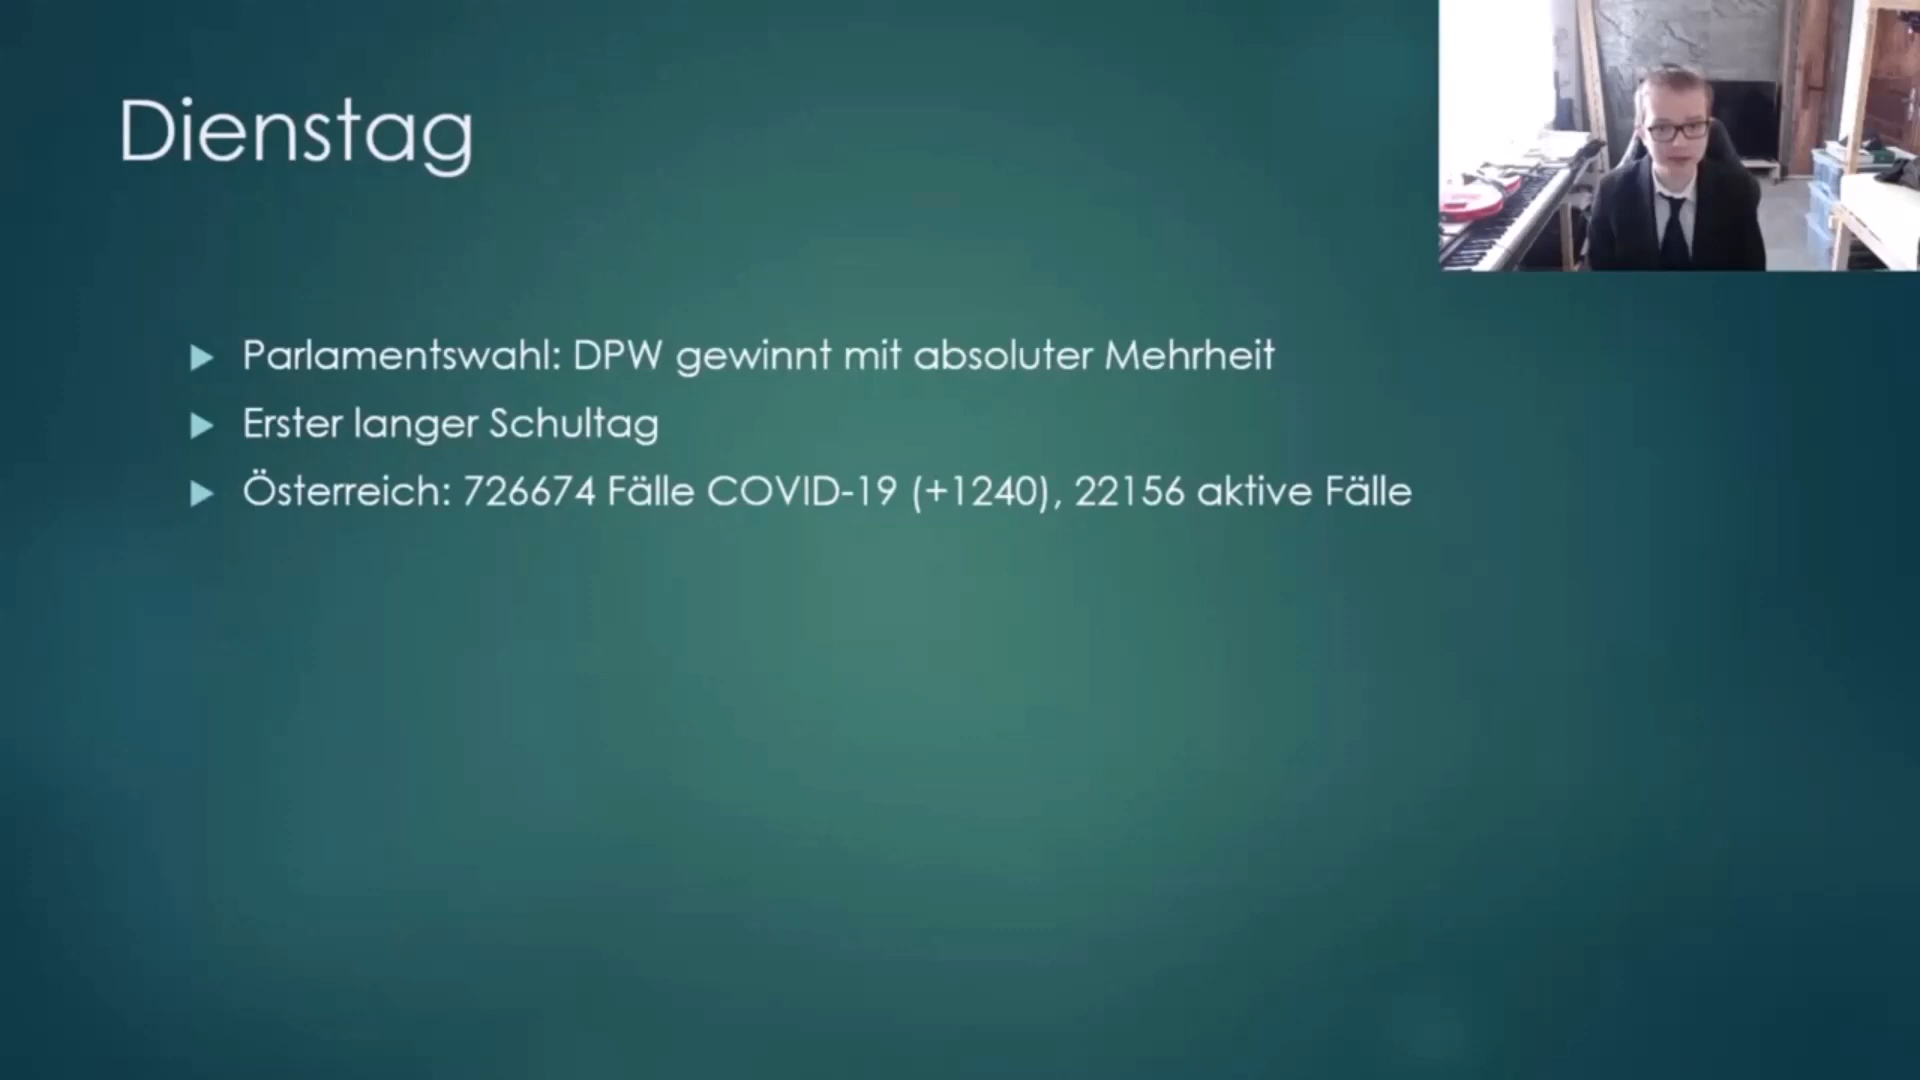 Dienstag
Parlamentswahl: DPW gewinnt mit absoluter Mehrheit
Erster langer Schultag
Österreich: 726674 Fälle COVID-19 (+1240), 22156 aktive Fälle